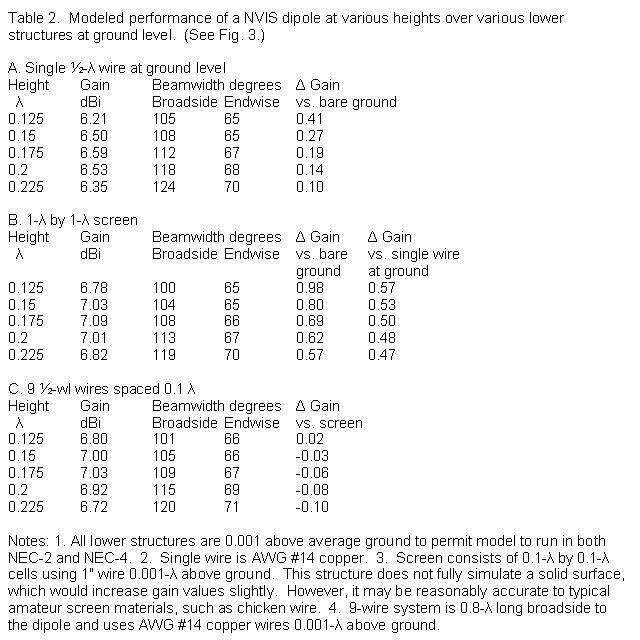 Table 2. Modeled performance of a NVIS dipole at various heights over various lower
structures at ground level. (See Fig. 3.)
A. Single ½-λ wire at ground level
Height Gain Beamwidth degrees Δ Gain
λ dBi Broadside Endwise vs. bare ground
0.125 6.21 105 65 0.41
0.15 6.50 108 65 0.27
0.175 6.59 112 67 0.19
0.2 6.53 118 68 0.14
0.225 6.35 124 70 0.10
B. 1-λ by 1-λ screen
Height Gain Beamwidth degrees Δ Gain Δ Gain
λ dBi Broadside Endwise vs. bare vs. single wire
ground at ground
0.125 6.78 100 65 0.98 0.57
0.15 7.03 104 65 0.80 0.53
0.175 7.09 108 66 0.69 0.50
0.2 7.01 113 67 0.62 0.48
0.225 6.82 119 70 0.57 0.47
C. 9 ½-wl wires spaced 0.1 λ
Height Gain Beamwidth degrees Δ Gain
λ dBi Broadside Endwise vs. screen
0.125 6.80 101 66 0.02
0.15 7.00 105 66 -0.03
0.175 7.03 109 67 -0.06
0.2 6.92 115 69 -0.08
0.225 6.72 120 71 -0.10
Notes: 1. All lower structures are 0.001 above average ground to permit model to run in both
NEC-2 and NEC-4. 2. Single wire is AWG #14 copper. 3. Screen consists of 0.1-λ by 0.1-λ
cells using 1" wire 0.001-λ above ground. This structure does not fully simulate a solid surface,
which would increase gain values slightly. However, it may be reasonably accurate to typical
amateur screen materials, such as chicken wire. 4. 9-wire system is 0.8-λ long broadside to
the dipole and uses AWG #14 copper wires 0.001-λ above ground.